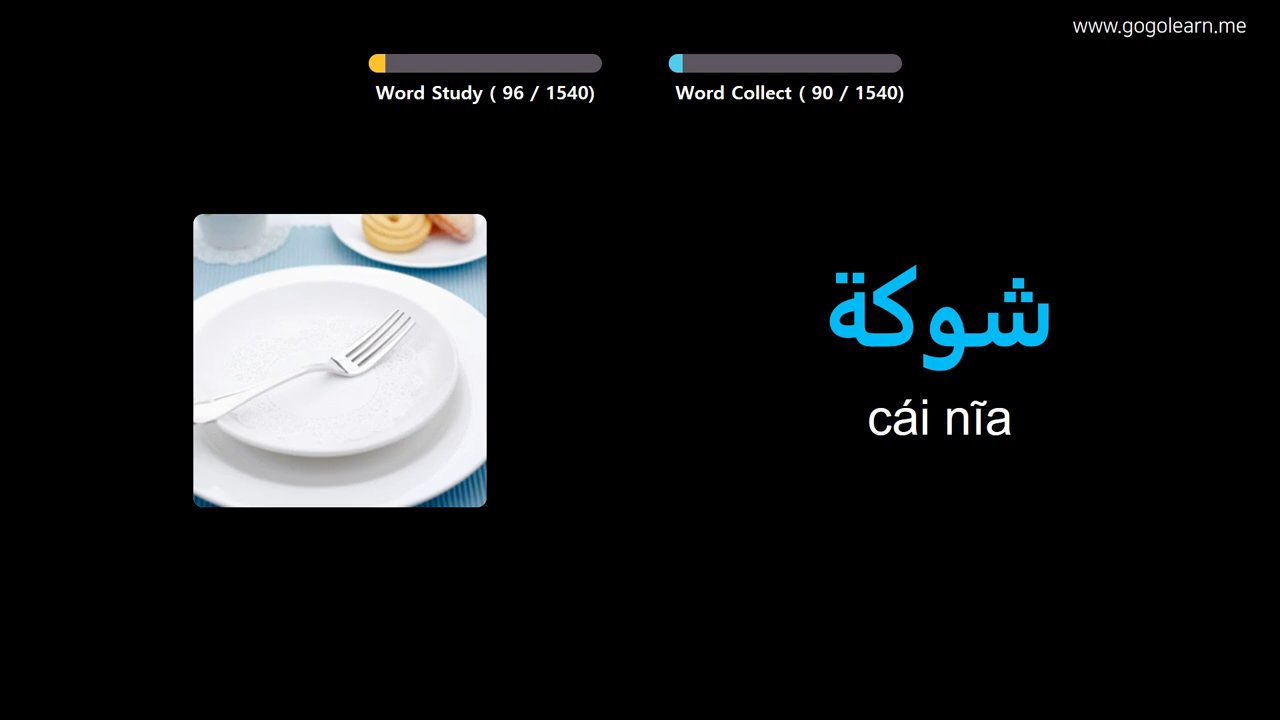 www.gogolearn.me
Word Study ( 96 / 1540)
Word Collect ( 90 / 1540)
شوكة
cái nĩa